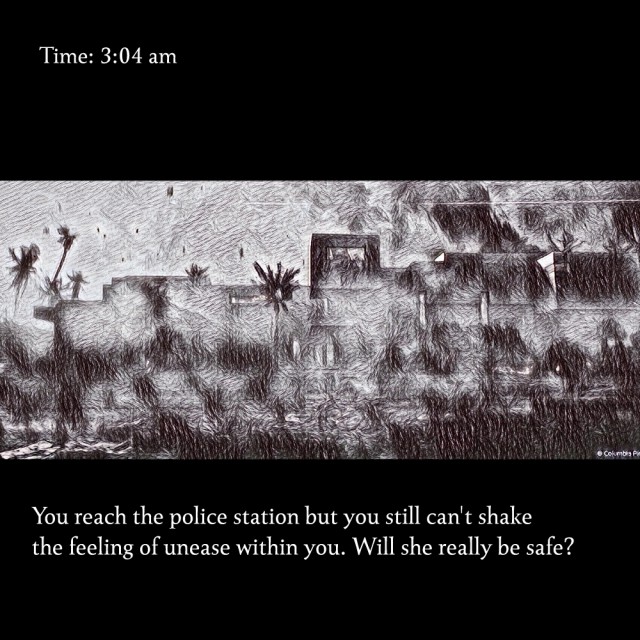 Time: 3:04 am
© Columbia
You reach the police station but you still can't shake
the feeling of unease within you. Will she really be safe?